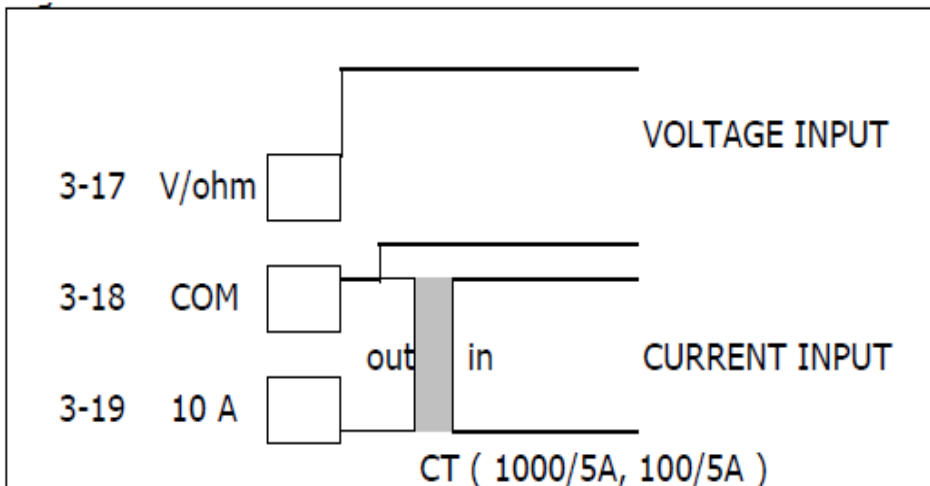 VOLTAGE INPUT
3-17 V/ohm
3-18 COM
out in CURRENT INPUT
3-19 10 A
CT ( 1000/5A, 100/5A )